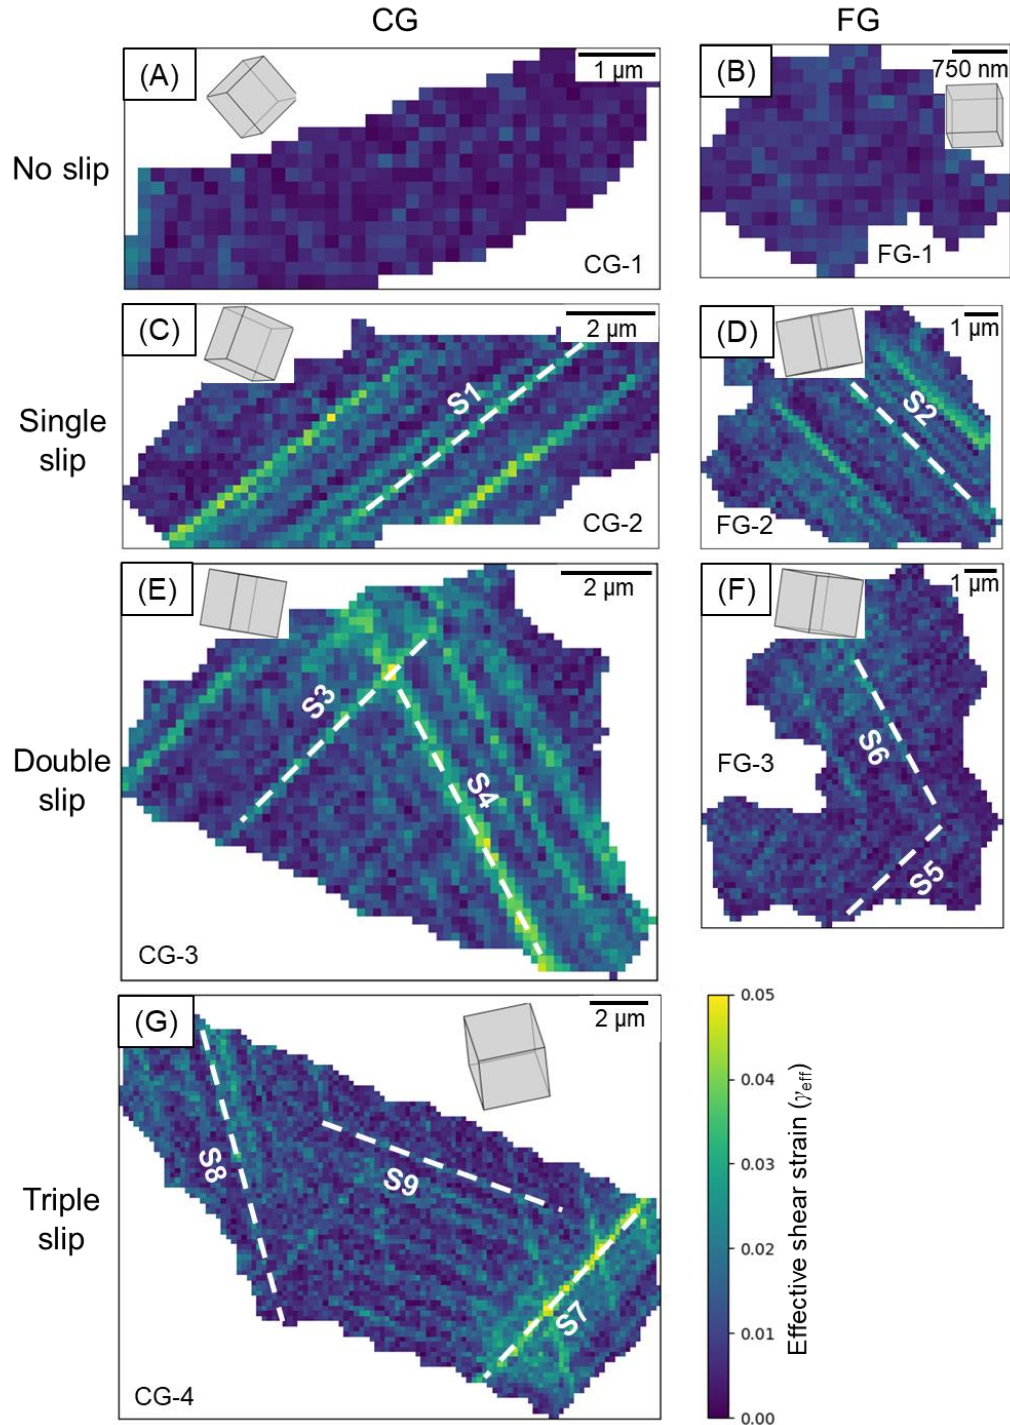 CG
FG
(A)
1 µm
(B)
750 nm
No slip
CG-1
FG-1
(C)
2 µm
(D)
1 µm
Single
slip
S1
S2
CG-2
FG-2
(E)
2 µm
(F)
1 µm
Double
slip
S3
S4
S6
S5
FG-3
CG-3
(G)
2 µm
Triple
slip
S8
S9
S7
CG-4
0.05
0.04
0.03
0.02
0.01
0.00
Effective shear strain (γeff)